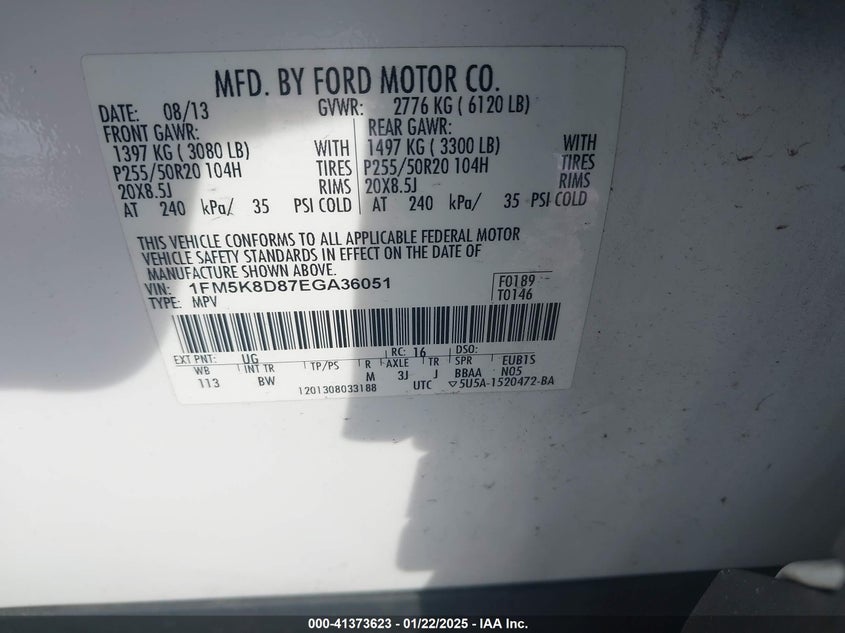 MFD. BY FORD MOTOR CO.
DATE: 08/13 GVWR: 2776 KG ( 6120 LB)
FRONT GAWR: REAR GAWR:
1397 KG ( 3080 LB) WITH 1497 KG ( 3300 LB) WITH
P255/50R20 104H TIRES P255/50R20 104H TIRES
20X8.5J RIMS 20X8.5J RIMS
AT 240 kPa/ 35 PSI COLD AT 240 kPa/ 35 PSI COLD
THIS VEHICLE CONFORMS TO ALL APPLICABLE FEDERAL MOTOR
VEHICLE SAFETY STANDARDS IN EFFECT ON THE DATE OF
MANUFACTURE SHOWN ABOVE.
VIN: 1FM5K8D87EGA36051 F0189
TYPE: MPV T0146
EXT PNT: UG RC: 16 DSO:
WB INT TR TP/PS R AXLE TR SPR EUB1S
113 BW M 3J J BBAA N05
1201308033188 UTC ▽5U5A-1520472-BA
000-41373623 - 01/22/2025 - Copyright © 2025 IAA, LLC.